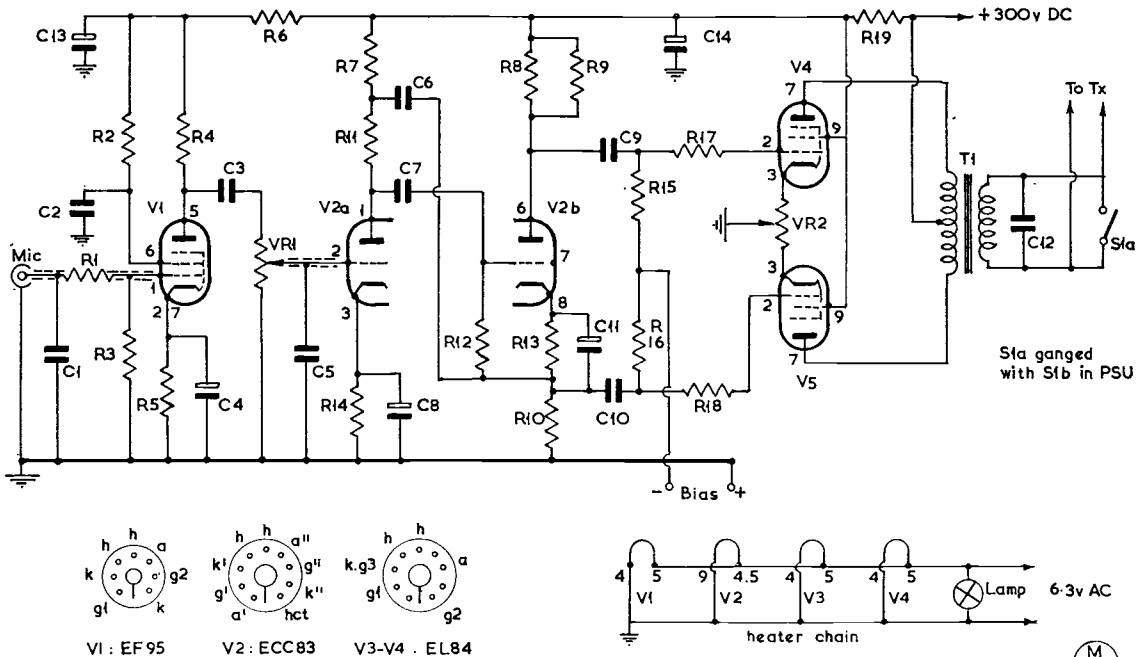 C13
R6
R7
C6
R8
R9
C14
R19
+300v DC
V4
7
To Tx
R2
R4
C3
R11
C7
C9
R17
2
9
3
T1
C2
V1
5
V2a
1
6
V2b
R15
VR2
C12
S1a
Mic
R1
6
1
VR1
2
7
3
2
9
2
7
3
8
R3
R12
R13
C11
R
16
7
V5
S1a ganged
with S1b in PSU
C1
R5
C4
C5
R14
C8
R10
C10
R18
- Bias +
h h a
k g2
g1 k
V1 : EF95
h h a"
k' g"
g' k"
a' hct
V2 : ECC83
h h
k.g3 a
g1
g2
V3-V4 . EL84
4 5 9 4.5 4 5 4 5
V1 V2 V3 V4
Lamp
6·3v AC
heater chain
M